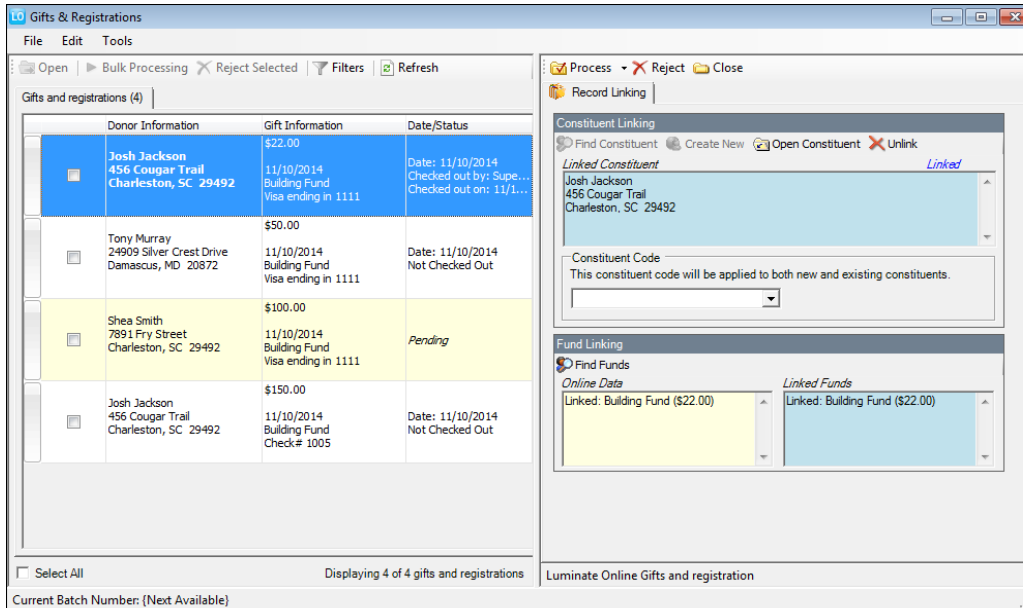 LO Gifts & Registrations
File Edit Tools
Open Bulk Processing Reject Selected Filters Refresh
Gifts and registrations (4)
Donor Information Gift Information Date/Status
Josh Jackson
456 Cougar Trail
Charleston, SC 29492
$22.00
11/10/2014
Building Fund
Visa ending in 1111
Date: 11/10/2014
Checked out by: Supe...
Checked out on: 11/1...
Tony Murray
24909 Silver Crest Drive
Damascus, MD 20872
$50.00
11/10/2014
Building Fund
Visa ending in 1111
Date: 11/10/2014
Not Checked Out
Shea Smith
7891 Fry Street
Charleston, SC 29492
$100.00
11/10/2014
Building Fund
Visa ending in 1111
Pending
Josh Jackson
456 Cougar Trail
Charleston, SC 29492
$150.00
11/10/2014
Building Fund
Check# 1005
Date: 11/10/2014
Not Checked Out
Select All
Displaying 4 of 4 gifts and registrations
Process Reject Close
Record Linking
Constituent Linking
Find Constituent Create New Open Constituent Unlink
Linked Constituent Linked
Josh Jackson
456 Cougar Trail
Charleston, SC 29492
Constituent Code
This constituent code will be applied to both new and existing constituents.
Fund Linking
Find Funds
Online Data Linked Funds
Linked: Building Fund ($22.00) Linked: Building Fund ($22.00)
Luminate Online Gifts and registration
Current Batch Number: {Next Available}